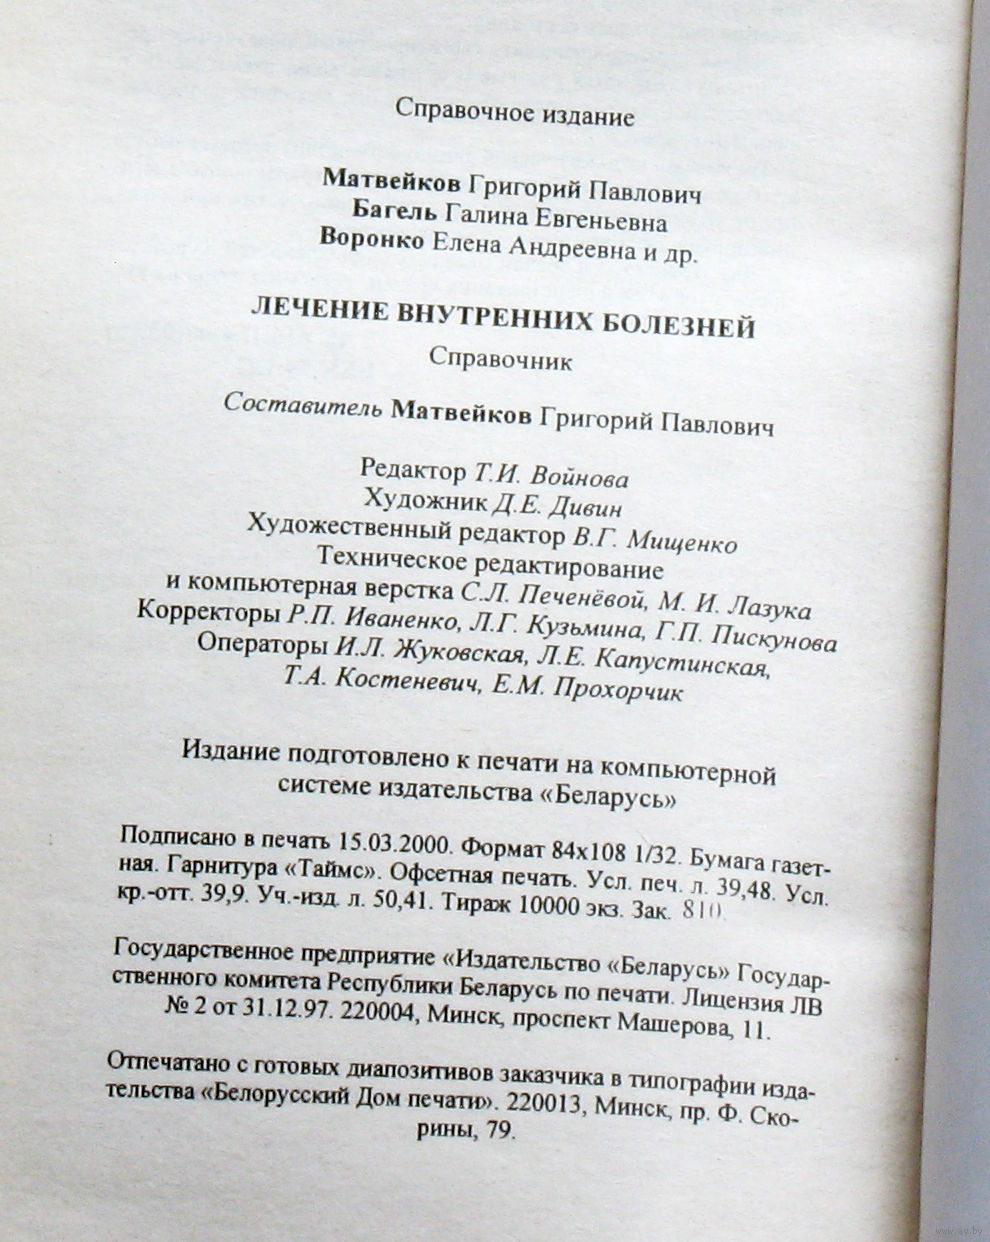 Справочное издание
Матвейков Григорий Павлович
Багель Галина Евгеньевна
Воронко Елена Андреевна и др.
ЛЕЧЕНИЕ ВНУТРЕННИХ БОЛЕЗНЕЙ
Справочник
Составитель Матвейков Григорий Павлович
Редактор Т.И. Войнова
Художник Д.Е. Дивин
Художественный редактор В.Г. Мищенко
Техническое редактирование
и компьютерная верстка С.Л. Печенёвой, М. И. Лазука
Корректоры Р.П. Иваненко, Л.Г. Кузьмина, Г.П. Пискунова
Операторы И.Л. Жуковская, Л.Е. Капустинская,
Т.А. Костеневич, Е.М. Прохорчик
Издание подготовлено к печати на компьютерной
системе издательства «Беларусь»
Подписано в печать 15.03.2000. Формат 84х108 1/32. Бумага газет-
ная. Гарнитура «Таймс». Офсетная печать. Усл. печ. л. 39,48. Усл.
кр.-отт. 39,9. Уч.-изд. л. 50,41. Тираж 10000 экз. Зак. 810.
Государственное предприятие «Издательство «Беларусь» Государ-
ственного комитета Республики Беларусь по печати. Лицензия ЛВ
№ 2 от 31.12.97. 220004, Минск, проспект Машерова, 11.
Отпечатано с готовых диапозитивов заказчика в типографии изда-
тельства «Белорусский Дом печати». 220013, Минск, пр. Ф. Ско-
рины, 79.
www.ay.by